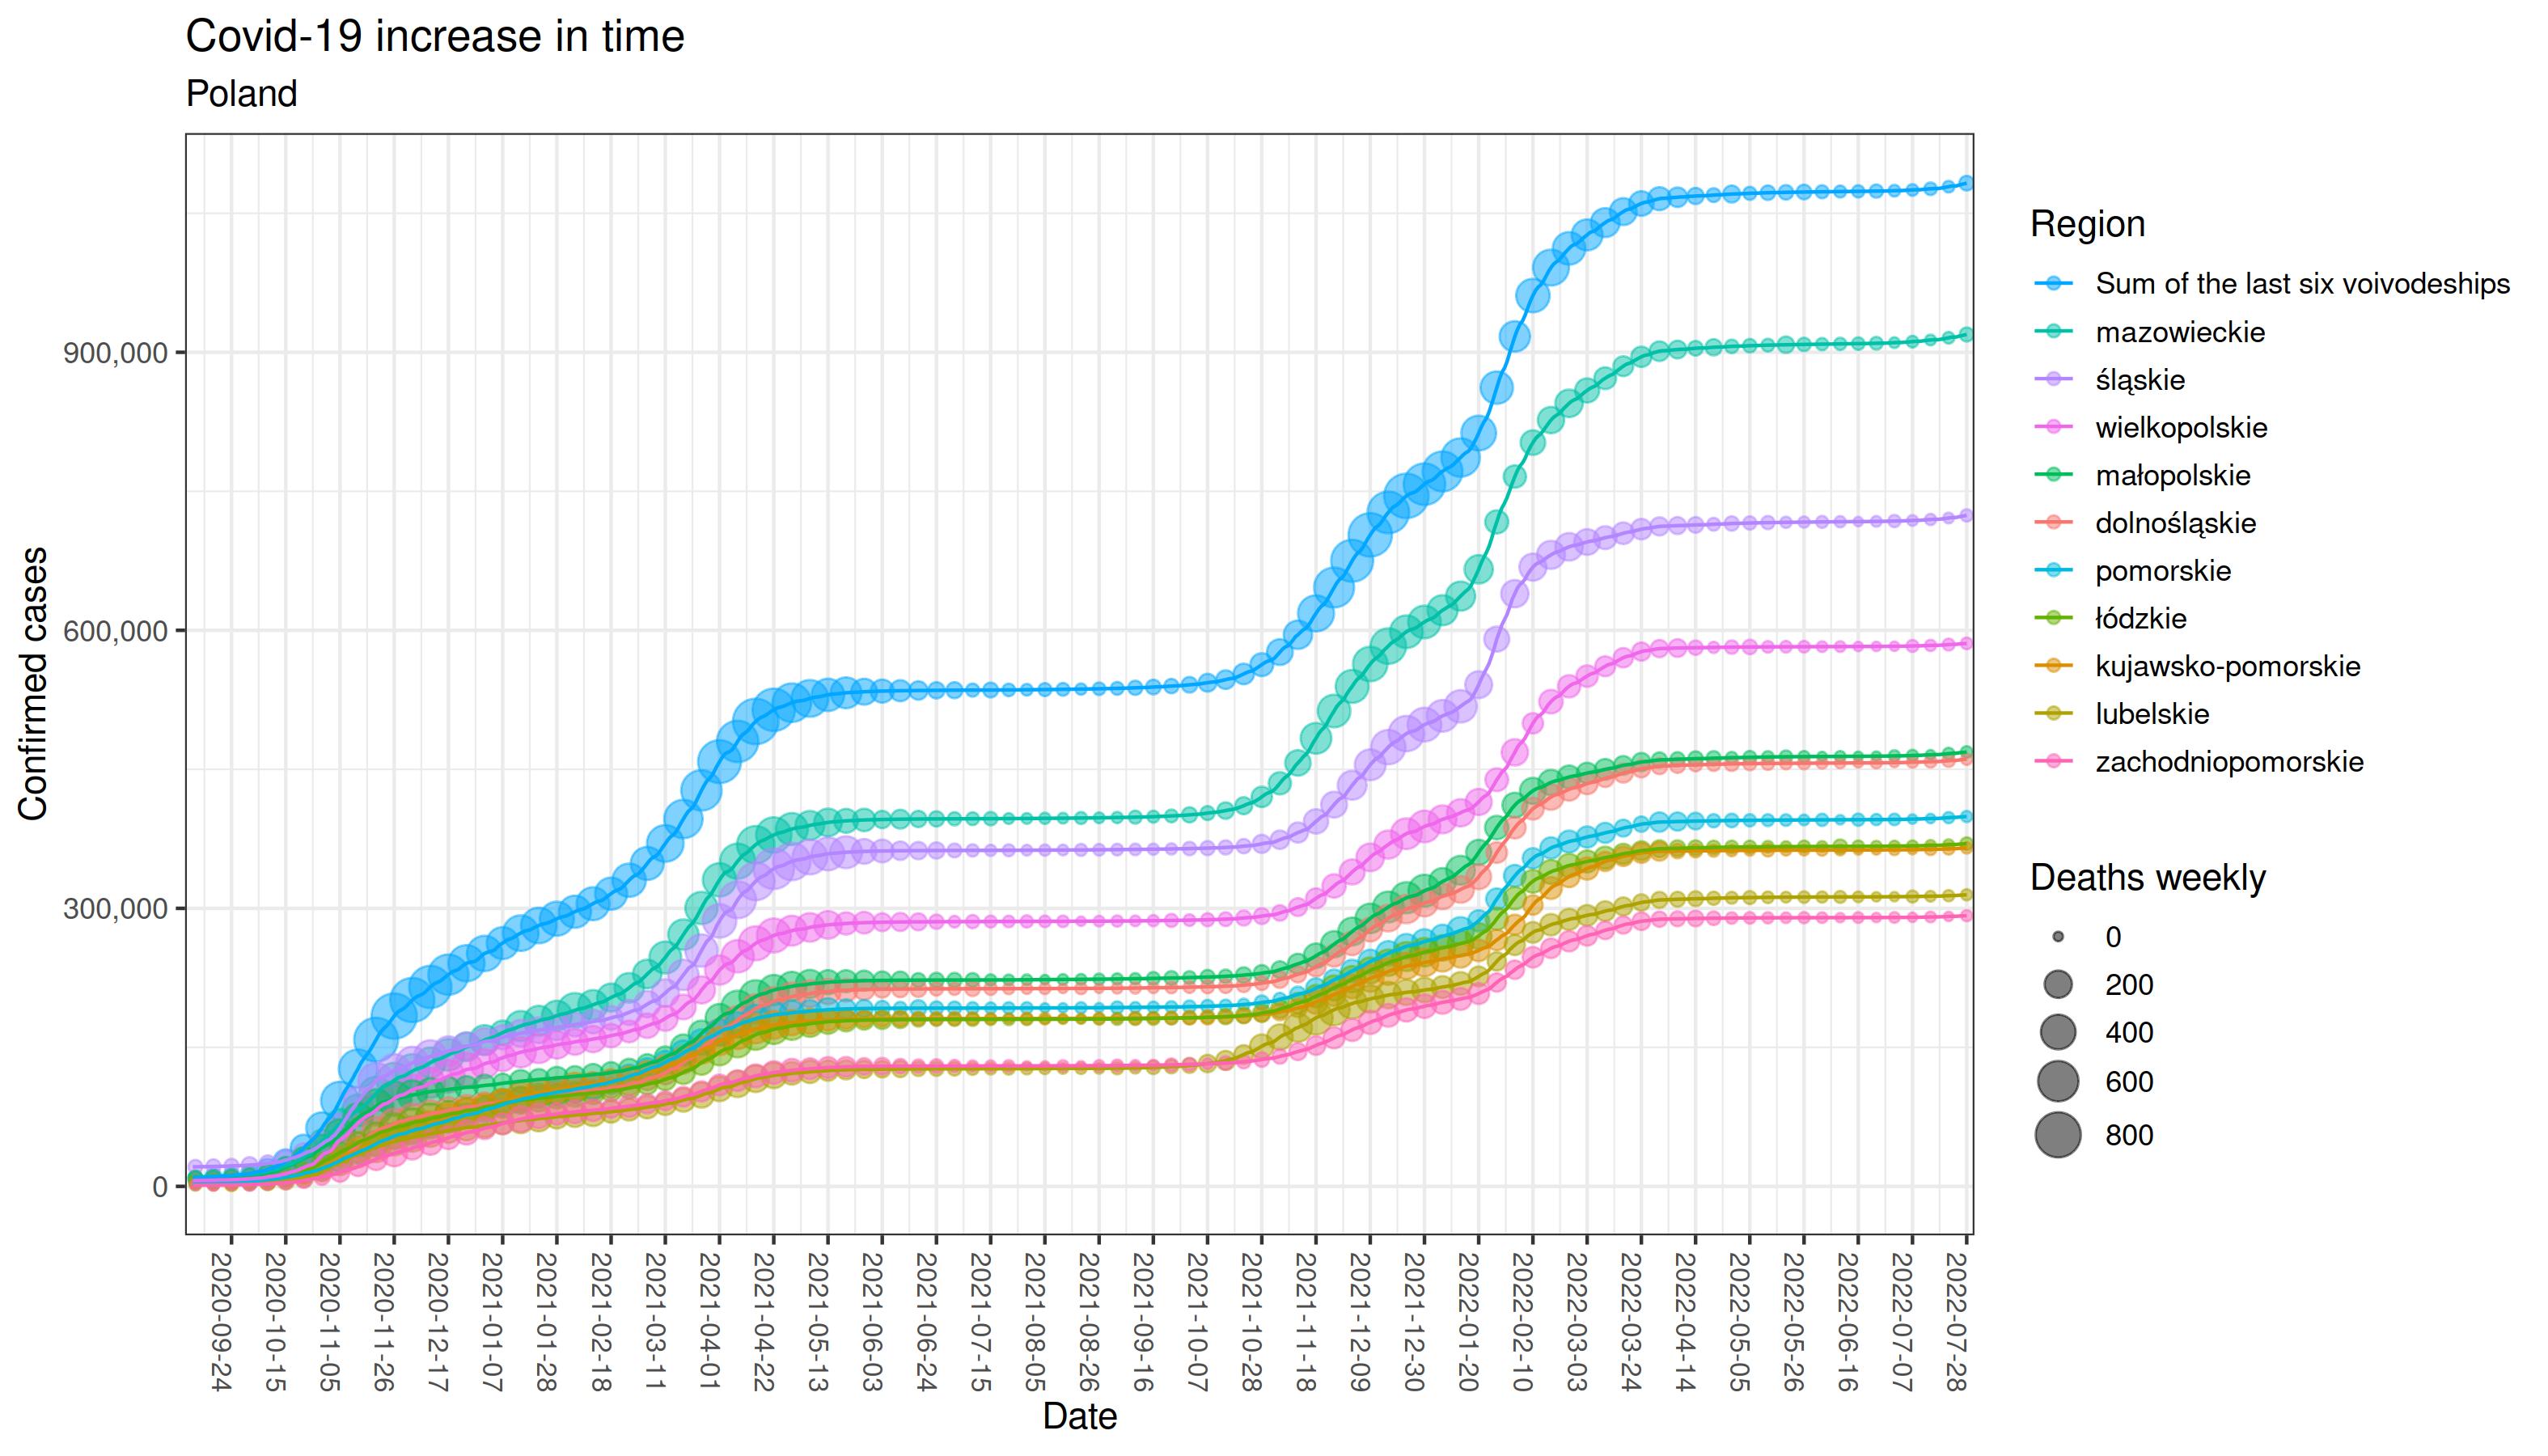 Covid-19 increase in time
Poland
Confirmed cases
900,000
600,000
300,000
0
2020-09-24
2020-10-15
2020-11-05
2020-11-26
2020-12-17
2021-01-07
2021-01-28
2021-02-18
2021-03-11
2021-04-01
2021-04-22
2021-05-13
2021-06-03
2021-06-24
2021-07-15
2021-08-05
2021-08-26
2021-09-16
2021-10-07
2021-10-28
2021-11-18
2021-12-09
2021-12-30
2022-01-20
2022-02-10
2022-03-03
2022-03-24
2022-04-14
2022-05-05
2022-05-26
2022-06-16
2022-07-07
2022-07-28
Date
Region
Sum of the last six voivodeships
mazowieckie
śląskie
wielkopolskie
małopolskie
dolnośląskie
pomorskie
łódzkie
kujawsko-pomorskie
lubelskie
zachodniopomorskie
Deaths weekly
0
200
400
600
800